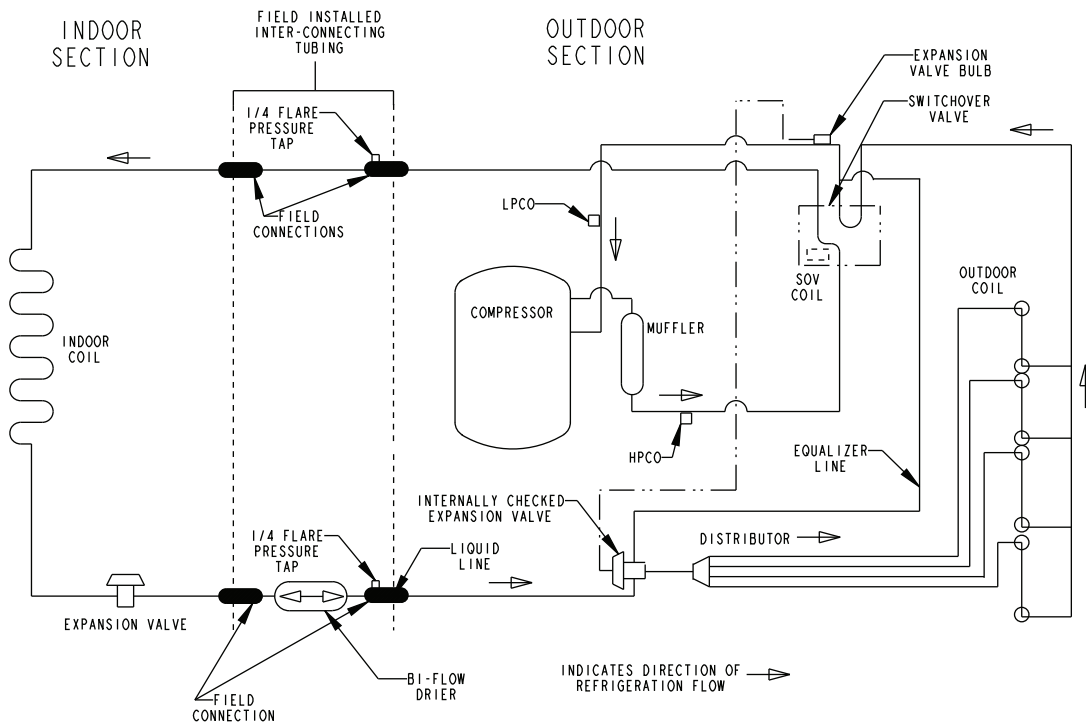 INDOOR
SECTION
FIELD INSTALLED
INTER-CONNECTING
TUBING
OUTDOOR
SECTION
EXPANSION
VALVE BULB
SWITCHOVER
VALVE
1/4 FLARE
PRESSURE
TAP
FIELD
CONNECTIONS
LPCO
SOV
COIL
OUTDOOR
COIL
COMPRESSOR
MUFFLER
INDOOR
COIL
HPCO
EQUALIZER
LINE
INTERNALLY CHECKED
EXPANSION VALVE
1/4 FLARE
PRESSURE
TAP
LIQUID
LINE
DISTRIBUTOR
EXPANSION VALVE
BI-FLOW
DRIER
FIELD
CONNECTION
INDICATES DIRECTION OF
REFRIGERATION FLOW